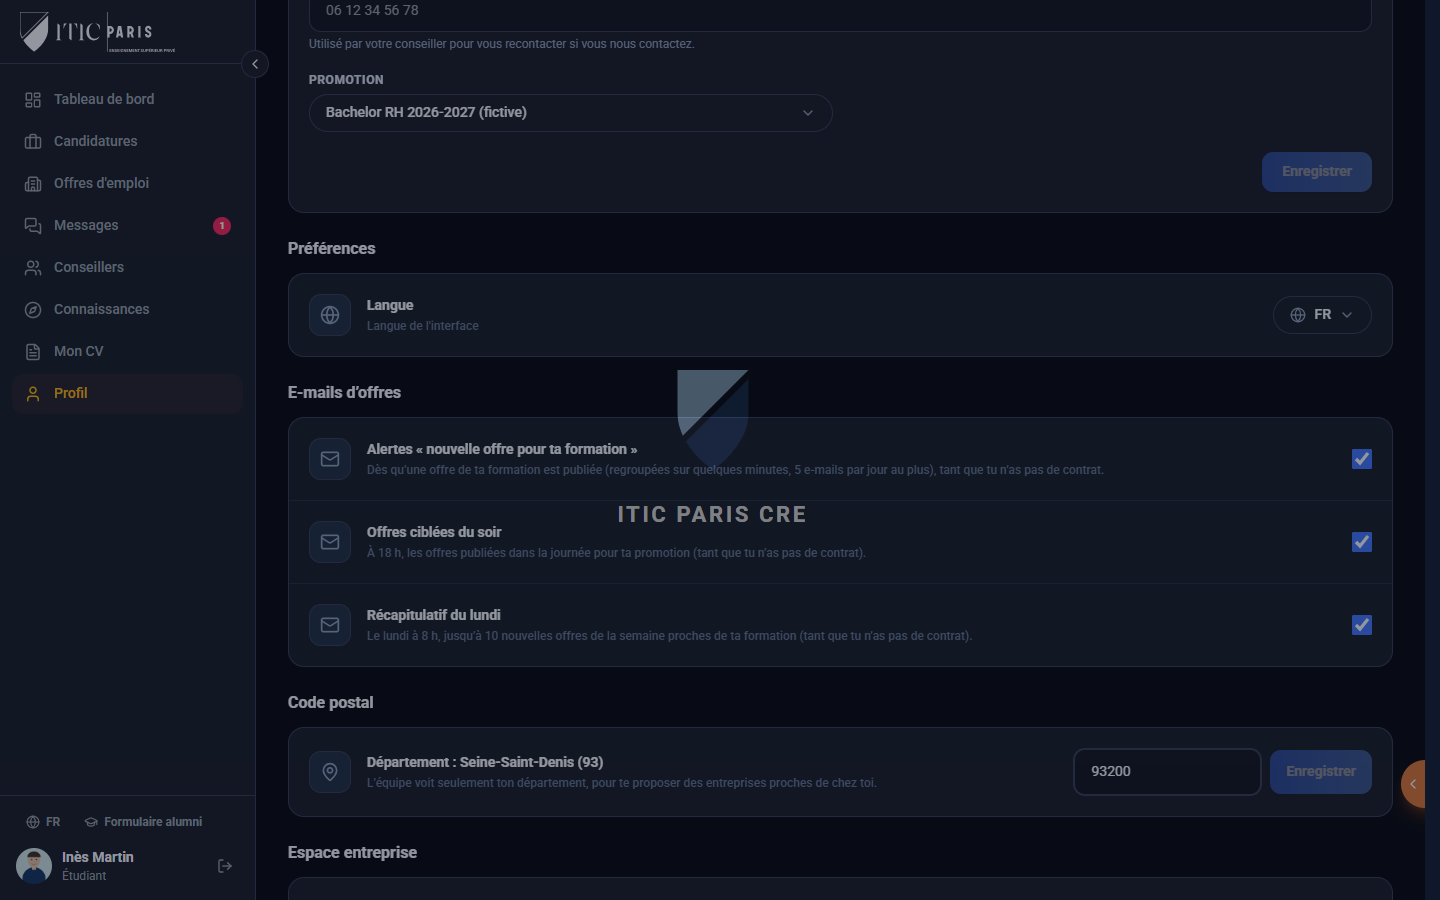 ITIC PARIS
ENSEIGNEMENT SUPÉRIEUR PRIVÉ
Tableau de bord
Candidatures
Offres d'emploi
Messages
1
Conseillers
Connaissances
Mon CV
Profil
FR
Formulaire alumni
Inès Martin
Étudiant
06 12 34 56 78
Utilisé par votre conseiller pour vous recontacter si vous nous contactez.
PROMOTION
Bachelor RH 2026-2027 (fictive)
Enregistrer
Préférences
Langue
Langue de l'interface
FR
E-mails d'offres
Alertes « nouvelle offre pour ta formation »
Dès qu'une offre de ta formation est publiée (regroupées sur quelques minutes, 5 e-mails par jour au plus), tant que tu n'as pas de contrat.
ITIC PARIS CRE
Offres ciblées du soir
À 18 h, les offres publiées dans la journée pour ta promotion (tant que tu n'as pas de contrat).
Récapitulatif du lundi
Le lundi à 8 h, jusqu'à 10 nouvelles offres de la semaine proches de ta formation (tant que tu n'as pas de contrat).
Code postal
Département : Seine-Saint-Denis (93)
L'équipe voit seulement ton département, pour te proposer des entreprises proches de chez toi.
93200
Enregistrer
Espace entreprise